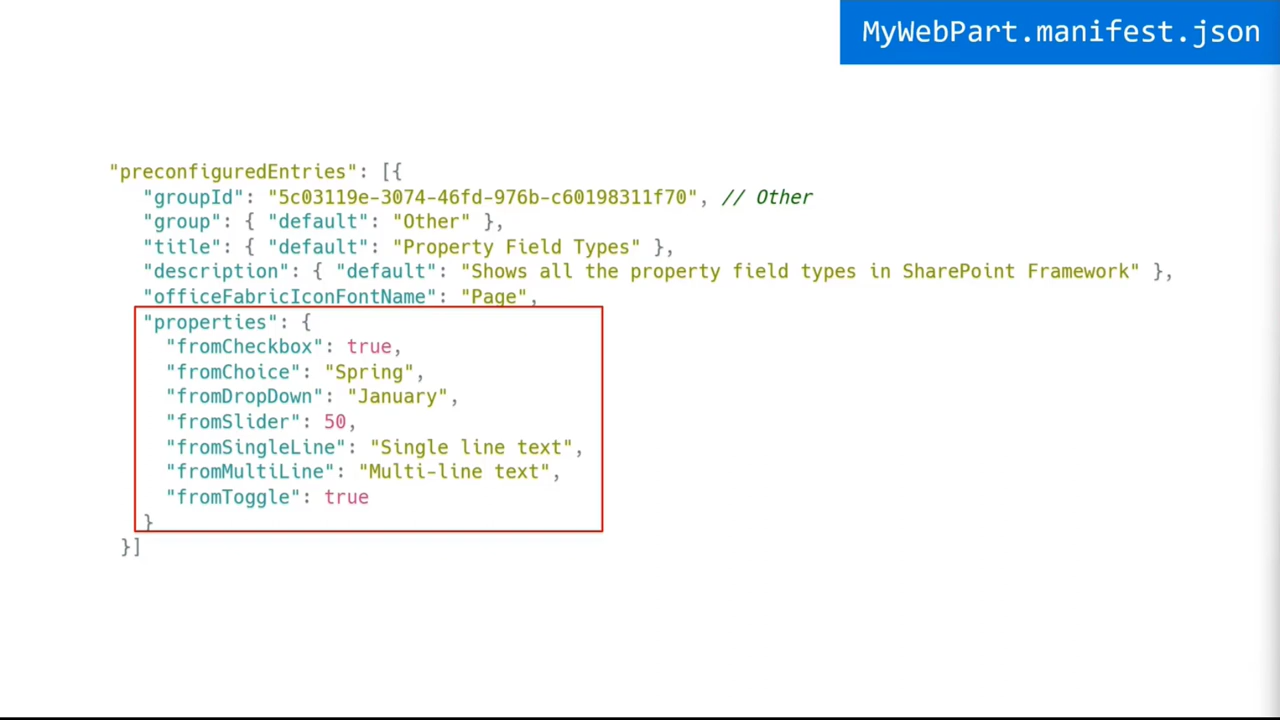 MyWebPart.manifest.json
"preconfiguredEntries": [{
"groupId": "5c03119e-3074-46fd-976b-c60198311f70", // Other
"group": { "default": "Other" },
"title": { "default": "Property Field Types" },
"description": { "default": "Shows all the property field types in SharePoint Framework" },
"officeFabricIconFontName": "Page",
"properties": {
"fromCheckbox": true,
"fromChoice": "Spring",
"fromDropDown": "January",
"fromSlider": 50,
"fromSingleLine": "Single line text",
"fromMultiLine": "Multi-line text",
"fromToggle": true
}
}]